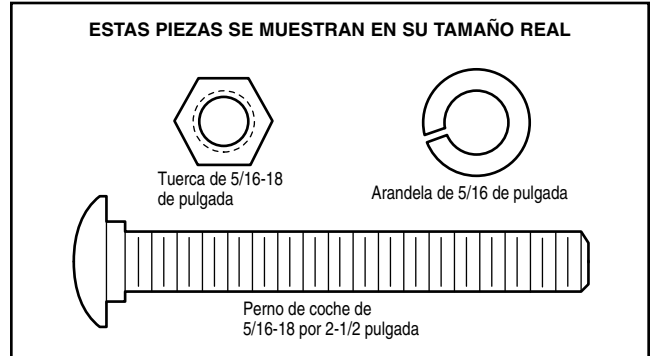 ESTAS PIEZAS SE MUESTRAN EN SU TAMAÑO REAL
Tuerca de 5/16-18
de pulgada
Arandela de 5/16 de pulgada
Perno de coche de
5/16-18 por 2-1/2 pulgada